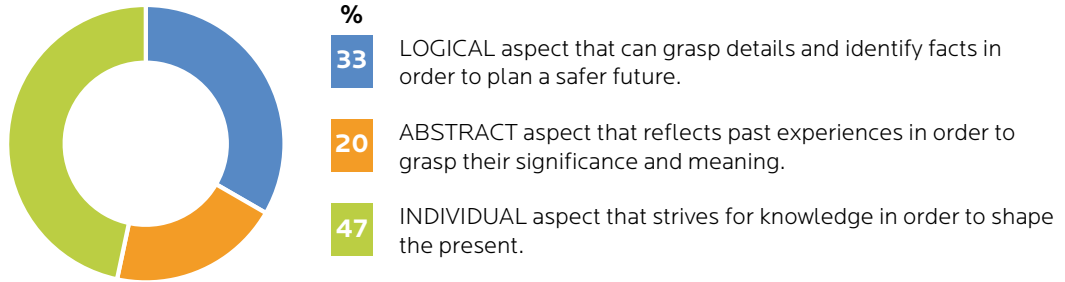 %
33
LOGICAL aspect that can grasp details and identify facts in
order to plan a safer future.
20
ABSTRACT aspect that reflects past experiences in order to
grasp their significance and meaning.
47
INDIVIDUAL aspect that strives for knowledge in order to shape
the present.